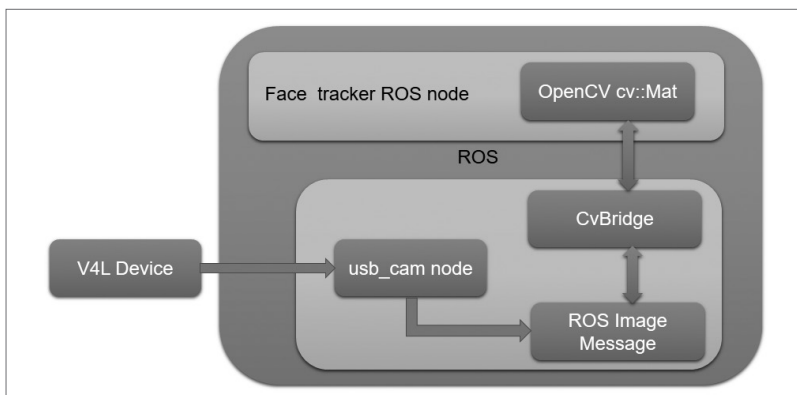 Face tracker ROS node
OpenCV cv::Mat
ROS
CvBridge
V4L Device
usb_cam node
ROS Image
Message